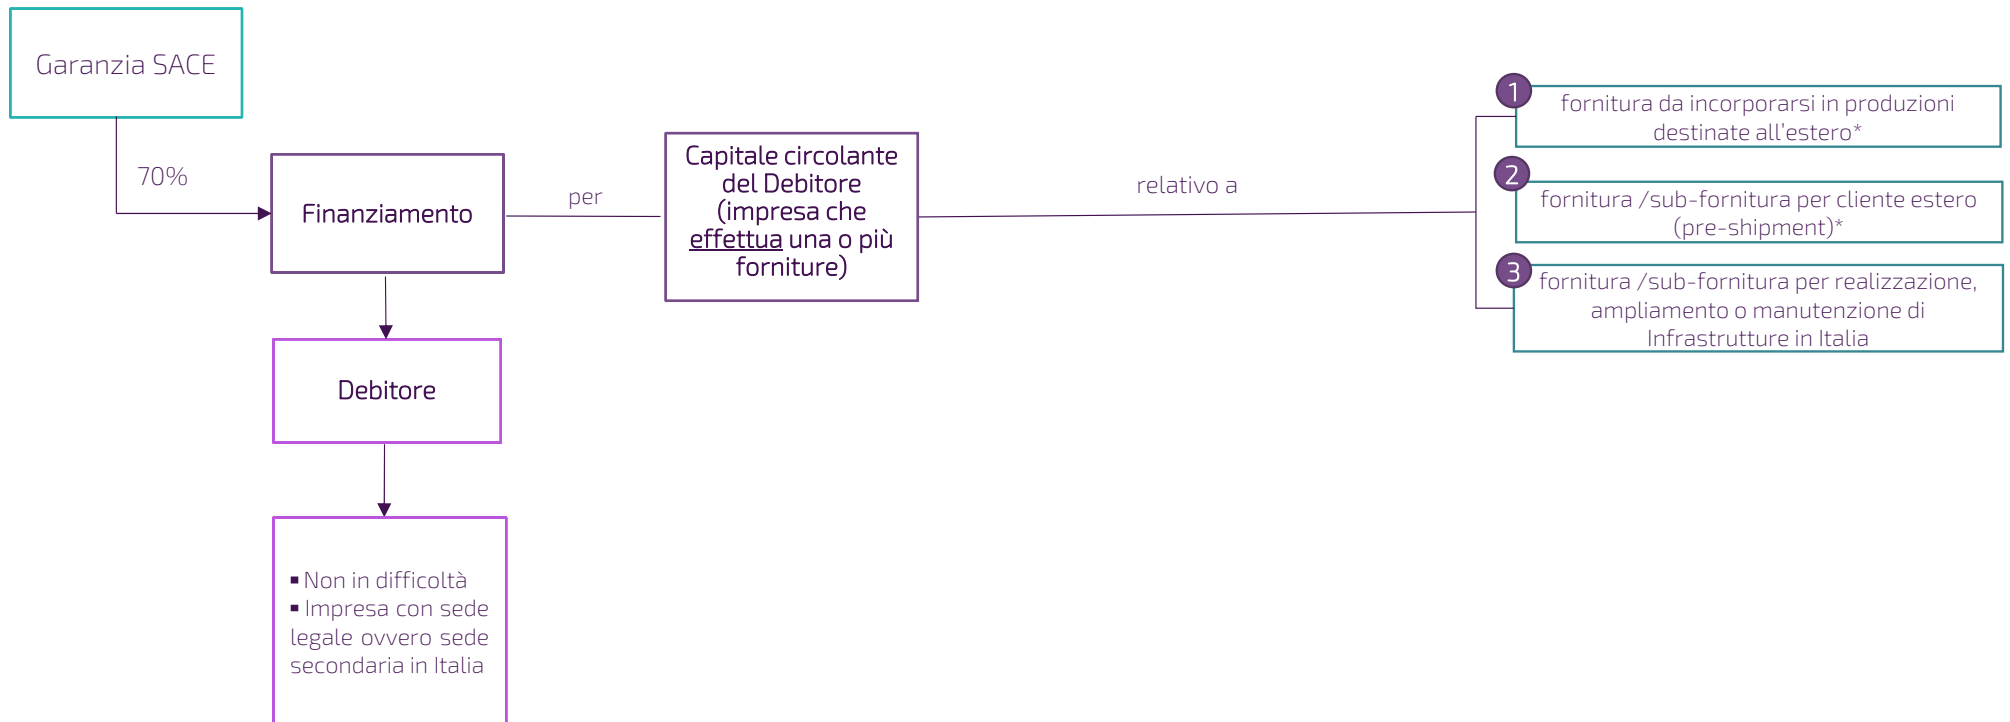 Garanzia SACE
70%
Finanziamento
per
Capitale circolante
del Debitore
(impresa che
effettua una o più
forniture)
relativo a
1
fornitura da incorporarsi in produzioni
destinate all'estero*
2
fornitura /sub-fornitura per cliente estero
(pre-shipment)*
3
fornitura /sub-fornitura per realizzazione,
ampliamento o manutenzione di
Infrastrutture in Italia
Debitore
▪ Non in difficoltà
▪ Impresa con sede
legale ovvero sede
secondaria in Italia